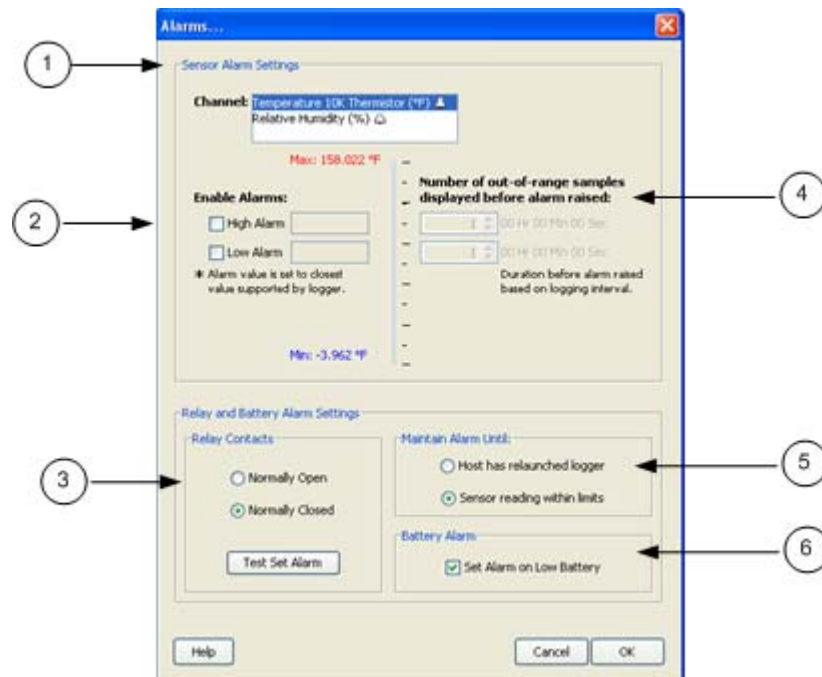 Alarms...
1
Sensor Alarm Settings
Channel:
Temperature 10K Thermistor (°F)
Relative Humidity (%)
Max: 158.022 °F
Enable Alarms:
2
High Alarm
Low Alarm
* Alarm value is set to closest
value supported by logger.
Min: -3.962 °F
Number of out-of-range samples
displayed before alarm raised:
4
1 00 Hr 00 Min 00 Sec
1 00 Hr 00 Min 00 Sec
Duration before alarm raised
based on logging interval.
Relay and Battery Alarm Settings
Relay Contacts
3
Normally Open
Normally Closed
Test Set Alarm
Maintain Alarm Until:
Host has relaunched logger
5
Sensor reading within limits
Battery Alarm
6
Set Alarm on Low Battery
Help
Cancel
OK